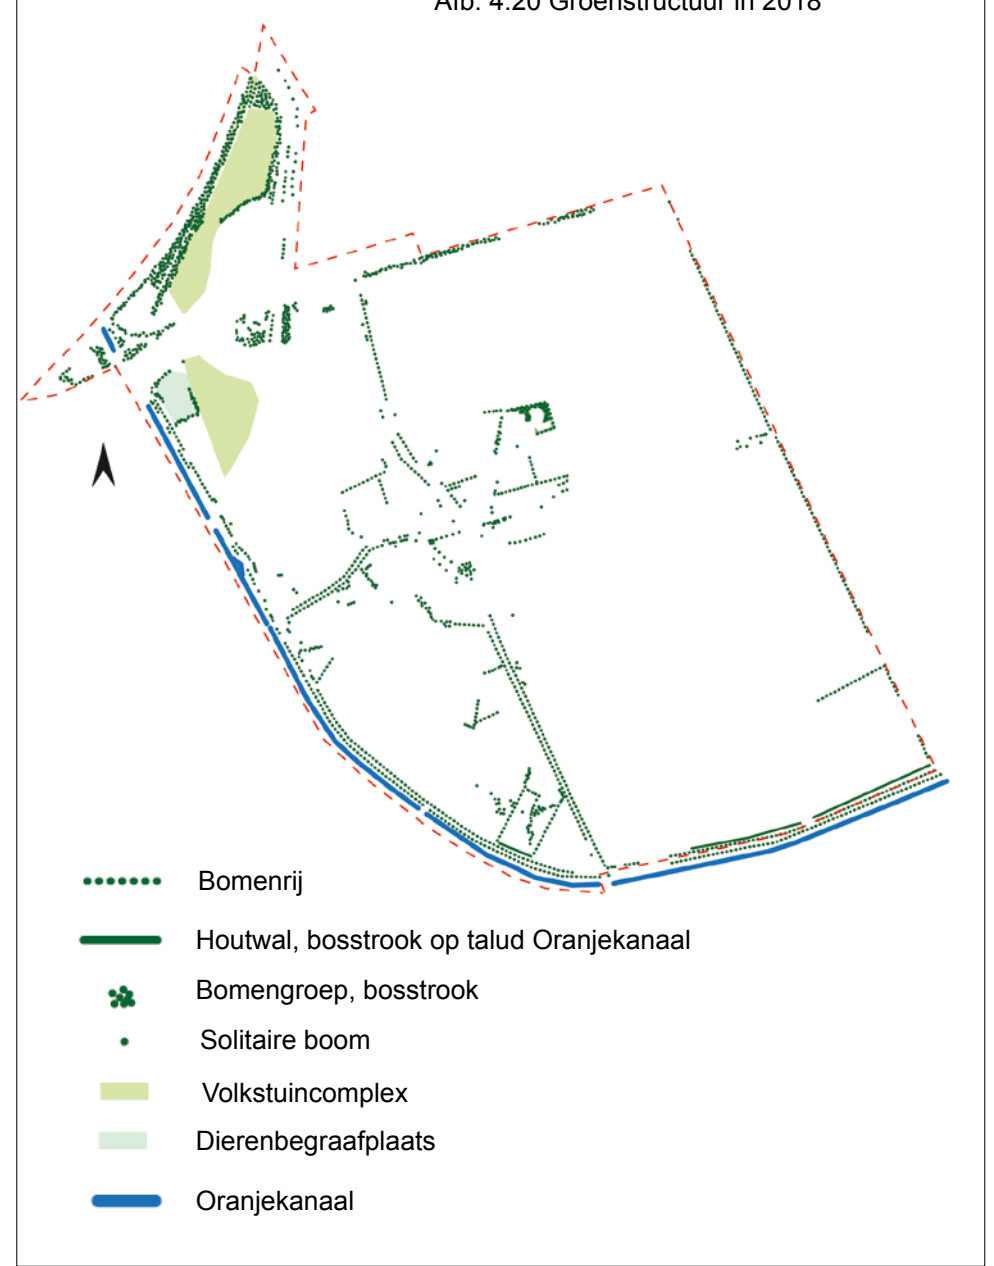 Afb. 4.20 Groenstructuur in 2018
Bomenrij
Houtwal, bosstrook op talud Oranjekanaal
Bomengroep, bosstrook
Solitaire boom
Volkstuincomplex
Dierenbegraafplaats
Oranjekanaal